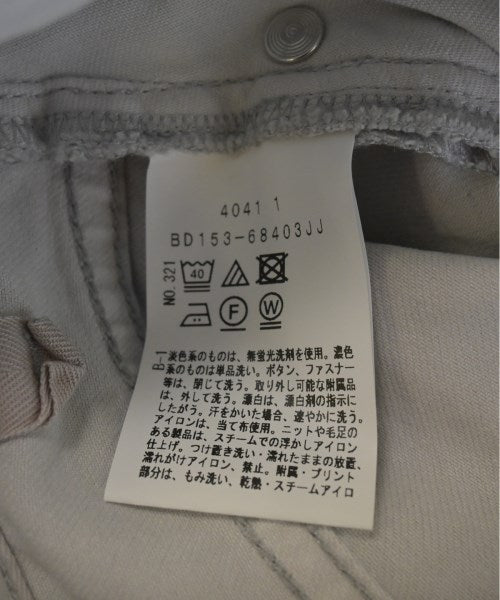 4041 1
BD153-68403JJ
NO.321
40
F W
B-1
淡色系のものは、無蛍光洗剤を使用。濃色
系のものは単品洗い。ボタン、ファスナー
等は、閉じて洗う。取り外し可能な附属品
は、外して洗う。漂白は、漂白剤の指示に
したがう。汗をかいた場合、速やかに洗う。
アイロンは、当て布使用。ニットや毛足の
ある製品は、スチームでの浮かしアイロン
仕上げ。つけ置き洗い・濡れたままの放置、
濡れがけアイロン、禁止。附属・プリント
部分は、もみ洗い、乾熱・スチームアイロ